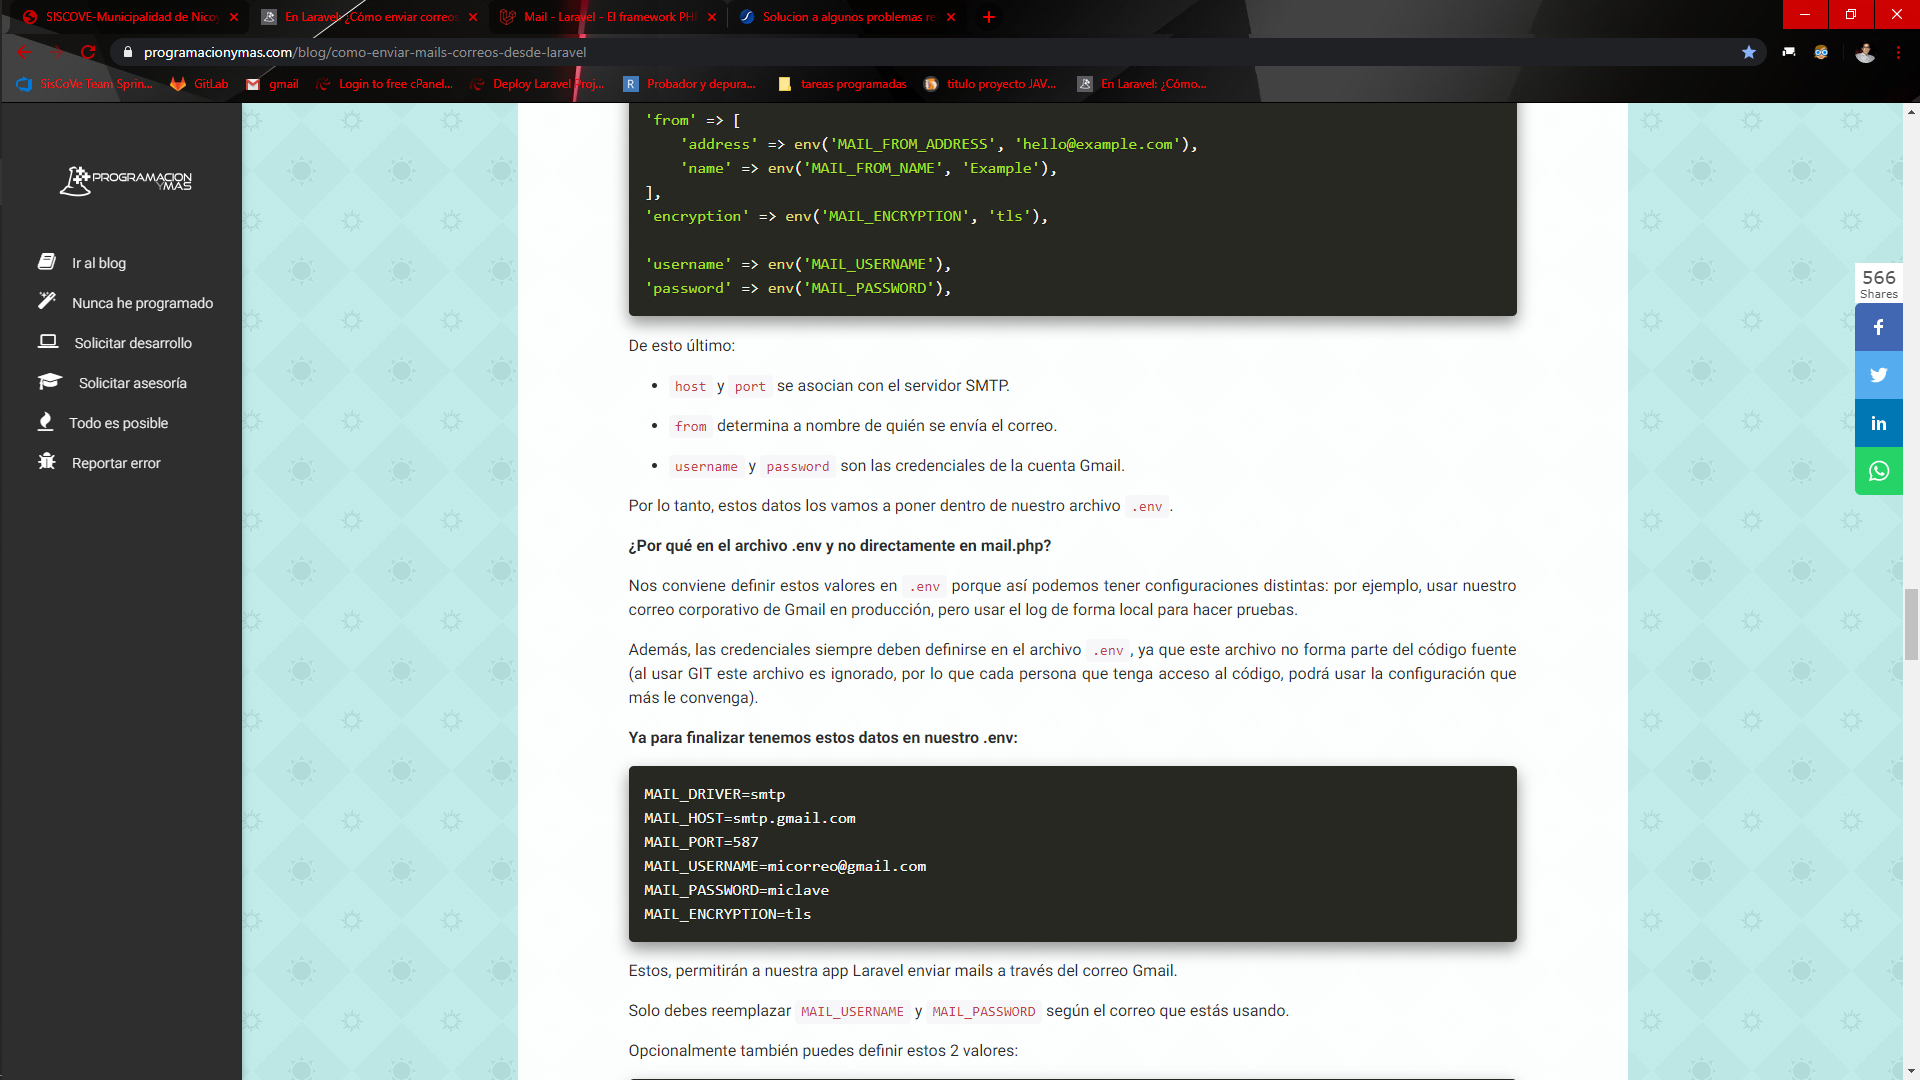 SISCOVE-Municipalidad de Nicoy
En Laravel: ¿Cómo enviar correos
Mail - Laravel - El framework PHP
Solucion a algunos problemas re
programacionymas.com/blog/como-enviar-mails-correos-desde-laravel
SisCoVe Team Sprin...
GitLab
gmail
Login to free cPanel...
Deploy Laravel Proj...
Probador y depura...
tareas programadas
titulo proyecto JAV...
En Laravel: ¿Cómo...
PROGRAMACION
Y MAS
Ir al blog
Nunca he programado
Solicitar desarrollo
Solicitar asesoría
Todo es posible
Reportar error
'from' => [
'address' => env('MAIL_FROM_ADDRESS', 'hello@example.com'),
'name' => env('MAIL_FROM_NAME', 'Example'),
],
'encryption' => env('MAIL_ENCRYPTION', 'tls'),
'username' => env('MAIL_USERNAME'),
'password' => env('MAIL_PASSWORD'),
De esto último:
• host y port se asocian con el servidor SMTP.
• from determina a nombre de quién se envía el correo.
• username y password son las credenciales de la cuenta Gmail.
Por lo tanto, estos datos los vamos a poner dentro de nuestro archivo .env.
¿Por qué en el archivo .env y no directamente en mail.php?
Nos conviene definir estos valores en .env porque así podemos tener configuraciones distintas: por ejemplo, usar nuestro
correo corporativo de Gmail en producción, pero usar el log de forma local para hacer pruebas.
Además, las credenciales siempre deben definirse en el archivo .env, ya que este archivo no forma parte del código fuente
(al usar GIT este archivo es ignorado, por lo que cada persona que tenga acceso al código, podrá usar la configuración que
más le convenga).
Ya para finalizar tenemos estos datos en nuestro .env:
MAIL_DRIVER=smtp
MAIL_HOST=smtp.gmail.com
MAIL_PORT=587
MAIL_USERNAME=micorreo@gmail.com
MAIL_PASSWORD=miclave
MAIL_ENCRYPTION=tls
Estos, permitirán a nuestra app Laravel enviar mails a través del correo Gmail.
Solo debes reemplazar MAIL_USERNAME y MAIL_PASSWORD según el correo que estás usando.
Opcionalmente también puedes definir estos 2 valores:
566
Shares